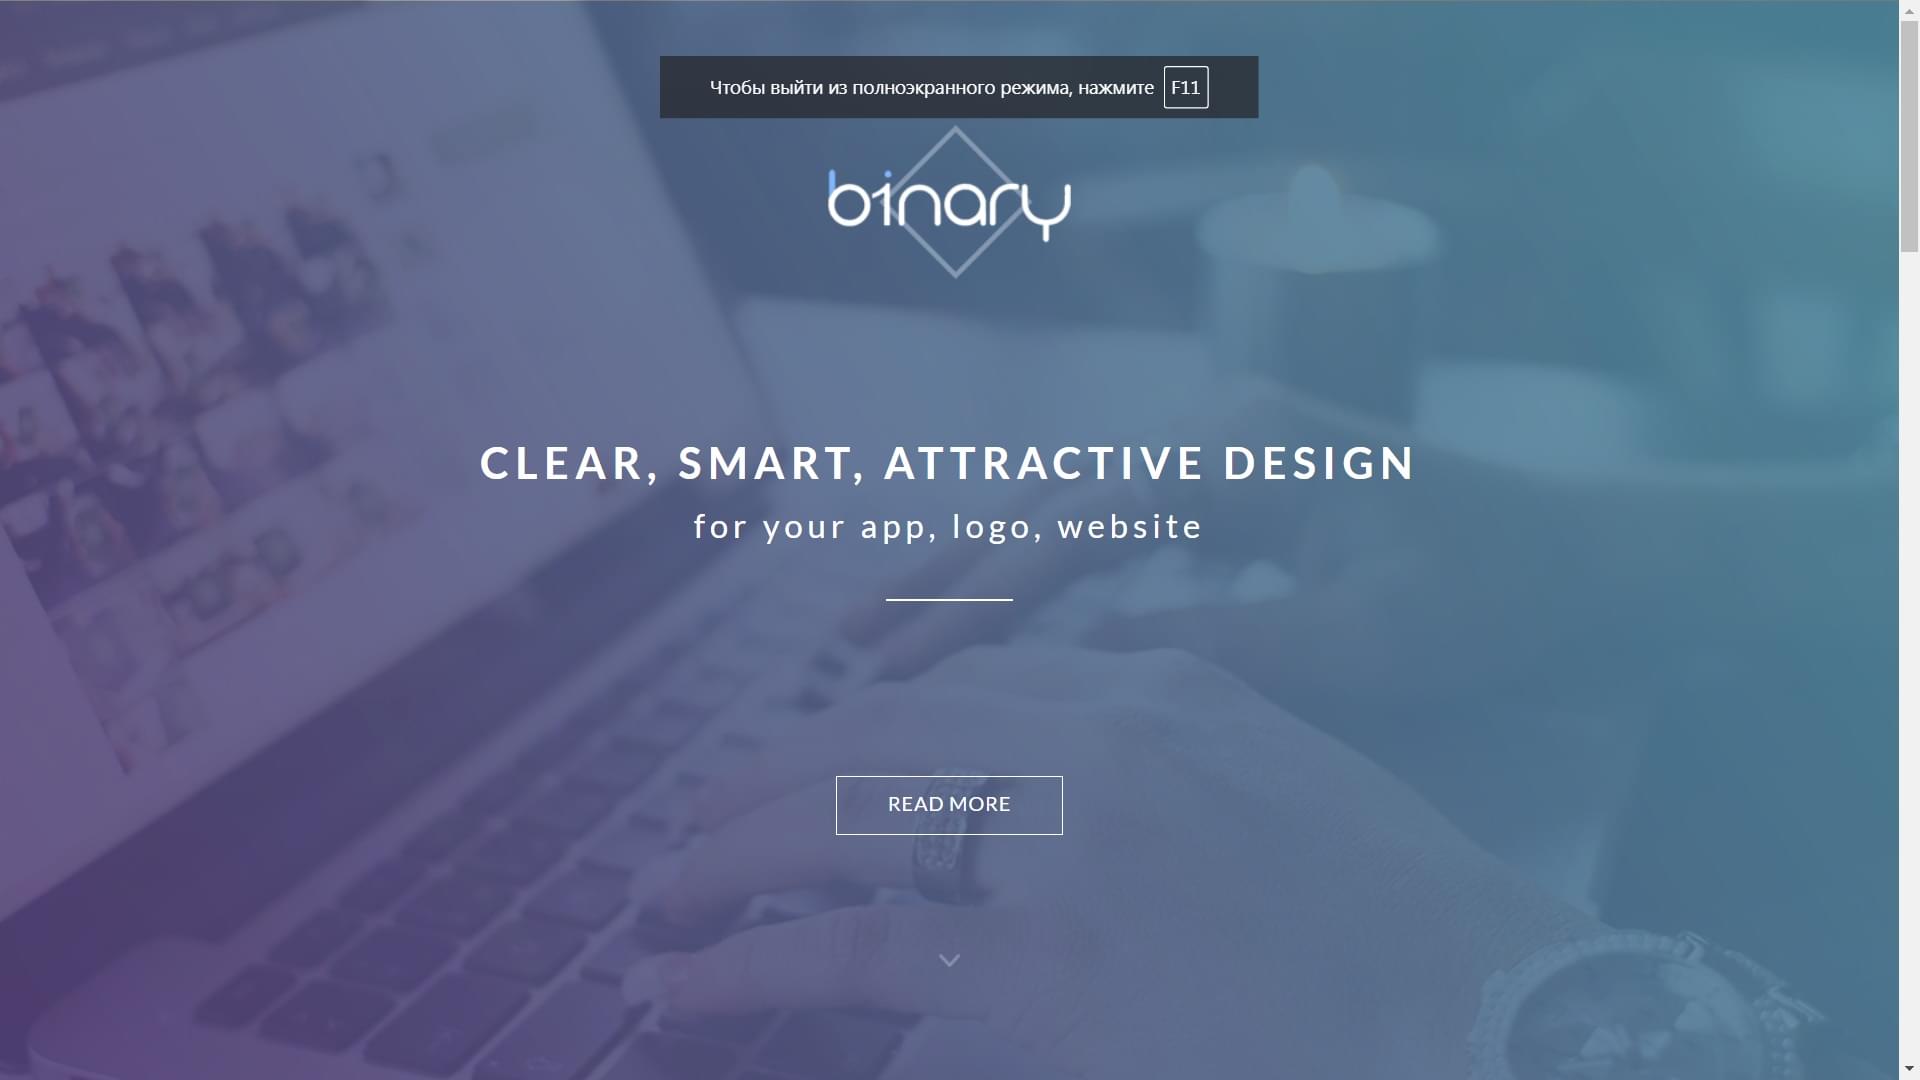 Чтобы выйти из полноэкранного режима, нажмите F11
binary
CLEAR, SMART, ATTRACTIVE DESIGN
for your app, logo, website
READ MORE